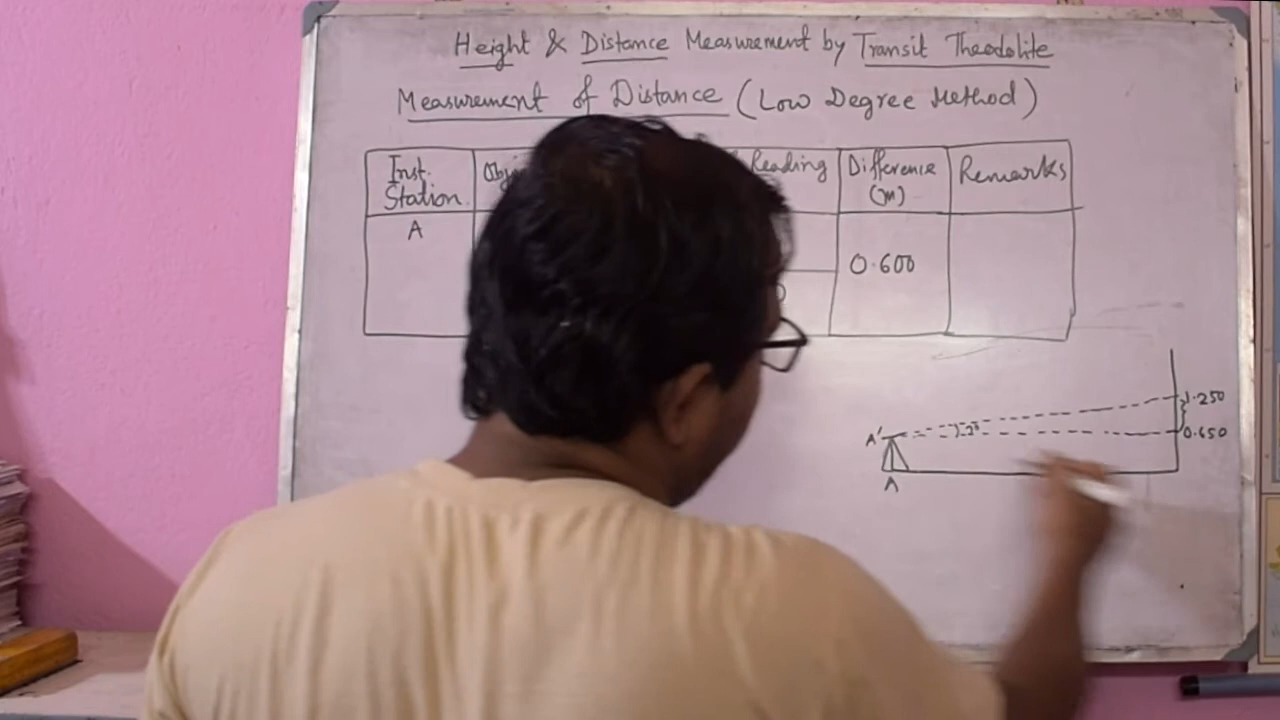 Height & Distance Measurement by Transit Theodolite
Measurement of Distance (Low Degree Method)
Inst. Station
Reading
Difference (m)
Remarks
A
0.600
1.250
A' 2°
0.650
A